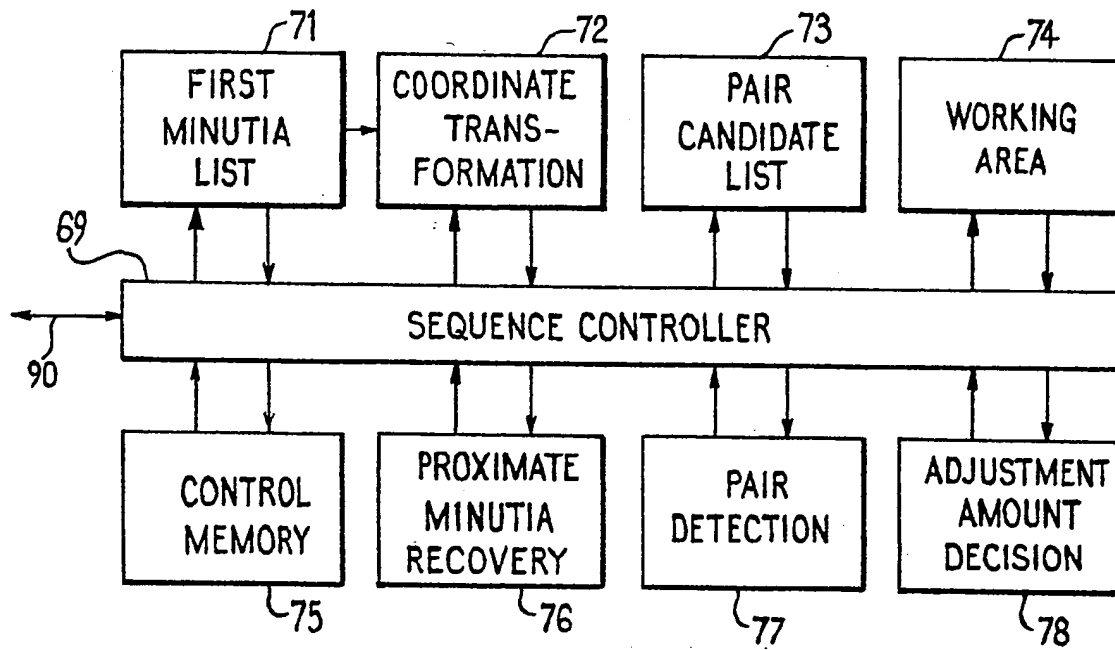 71
72
73
74
FIRST
MINUTIA
LIST
COORDINATE
TRANS-
FORMATION
PAIR
CANDIDATE
LIST
WORKING
AREA
69
SEQUENCE CONTROLLER
90
CONTROL
MEMORY
PROXIMATE
MINUTIA
RECOVERY
PAIR
DETECTION
ADJUSTMENT
AMOUNT
DECISION
75
76
77
78